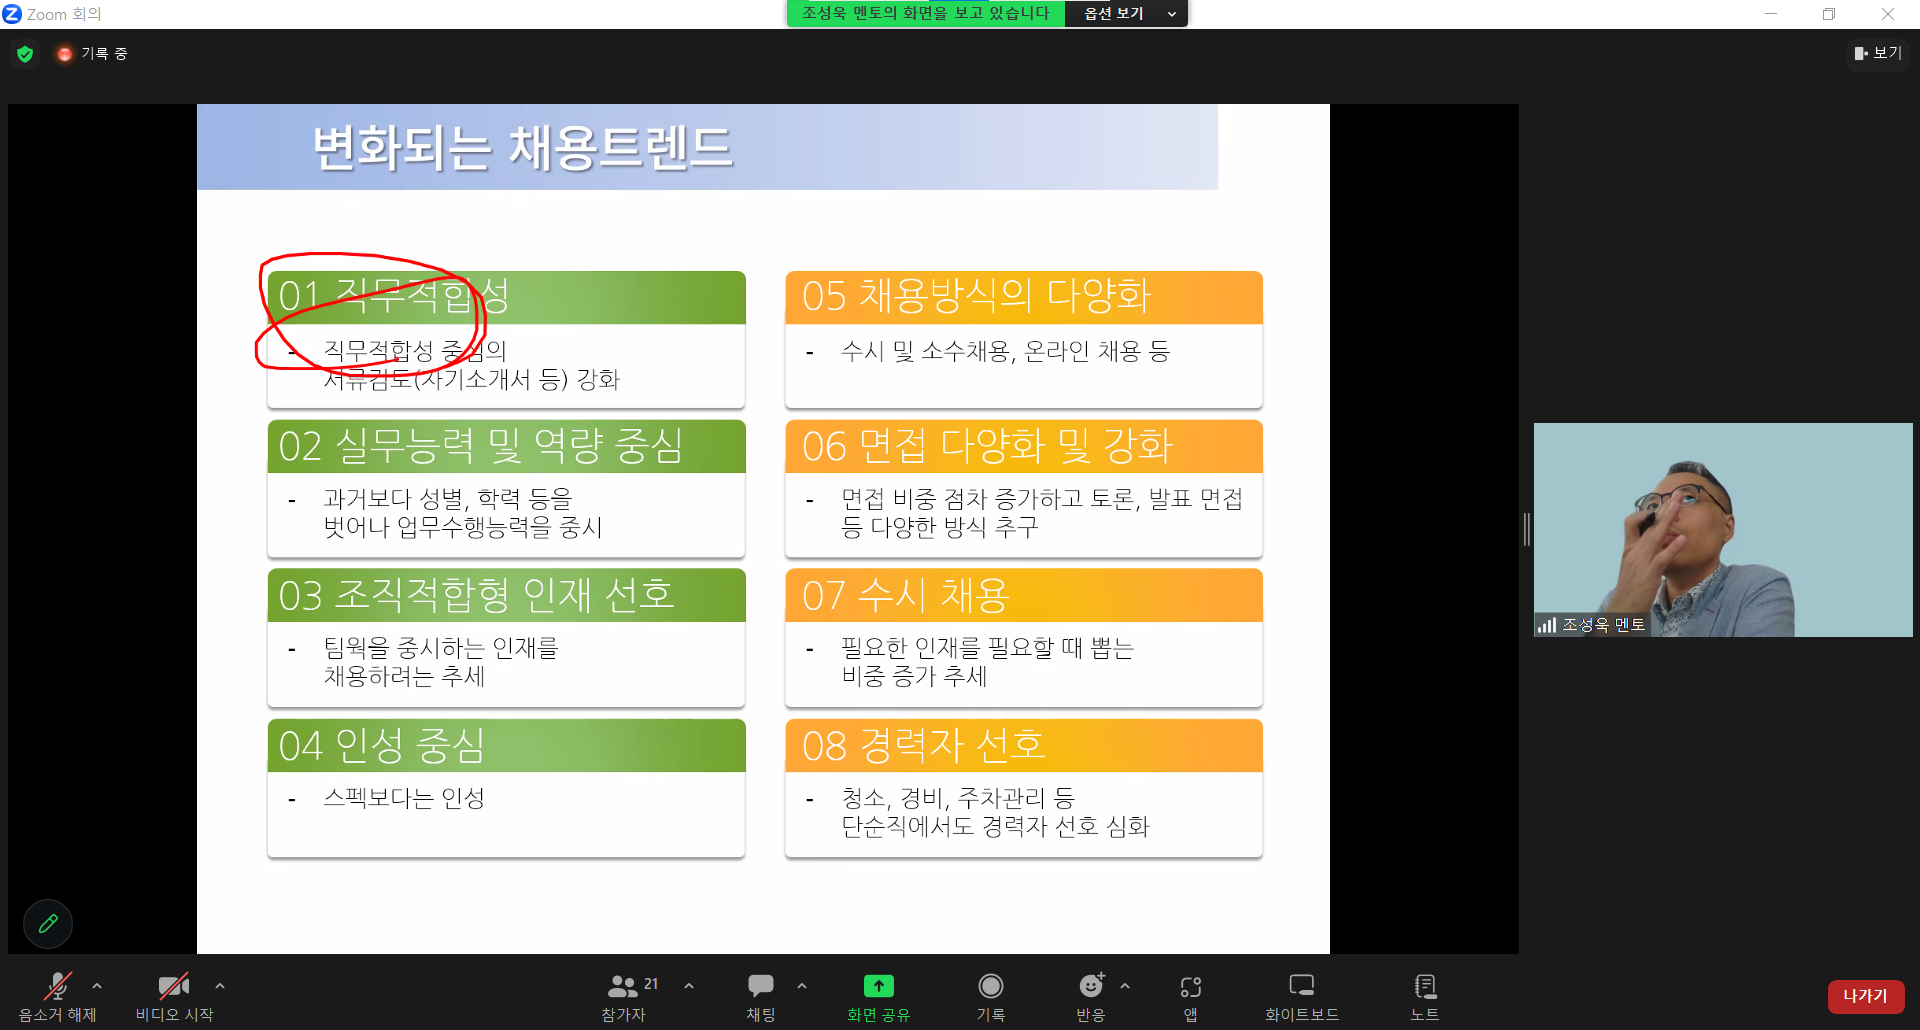 Zoom 회의
조성욱 멘토의 화면을 보고 있습니다
옵션 보기
기록 중
보기
변화되는 채용트렌드
01 직무적합성
- 직무적합성 중심의
서류검토(자기소개서 등) 강화
02 실무능력 및 역량 중심
- 과거보다 성별, 학력 등을
벗어나 업무수행능력을 중시
03 조직적합형 인재 선호
- 팀웍을 중시하는 인재를
채용하려는 추세
04 인성 중심
- 스펙보다는 인성
05 채용방식의 다양화
- 수시 및 소수채용, 온라인 채용 등
06 면접 다양화 및 강화
- 면접 비중 점차 증가하고 토론, 발표 면접
등 다양한 방식 추구
07 수시 채용
- 필요한 인재를 필요할 때 뽑는
비중 증가 추세
08 경력자 선호
- 청소, 경비, 주차관리 등
단순직에서도 경력자 선호 심화
조성욱 멘토
음소거 해제
비디오 시작
21
참가자
채팅
화면 공유
기록
반응
앱
화이트보드
노트
나가기